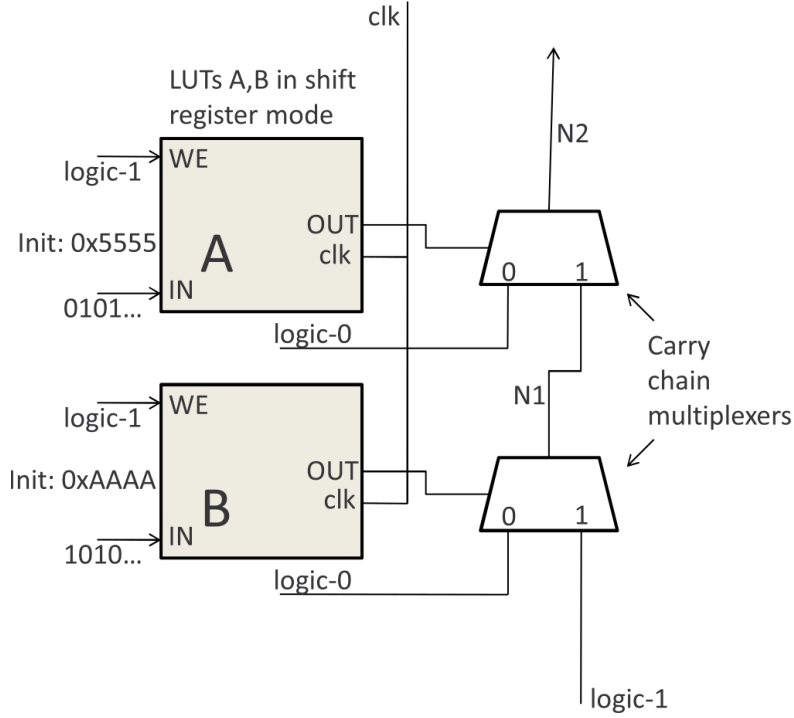 clk
LUTs A,B in shift
register mode
logic-1
WE
N2
OUT
Init: 0x5555
A
clk
0
1
IN
0101...
logic-0
Carry
chain
multiplexers
logic-1
WE
N1
OUT
Init: 0xAAAA
B
clk
0
1
IN
1010...
logic-0
logic-1